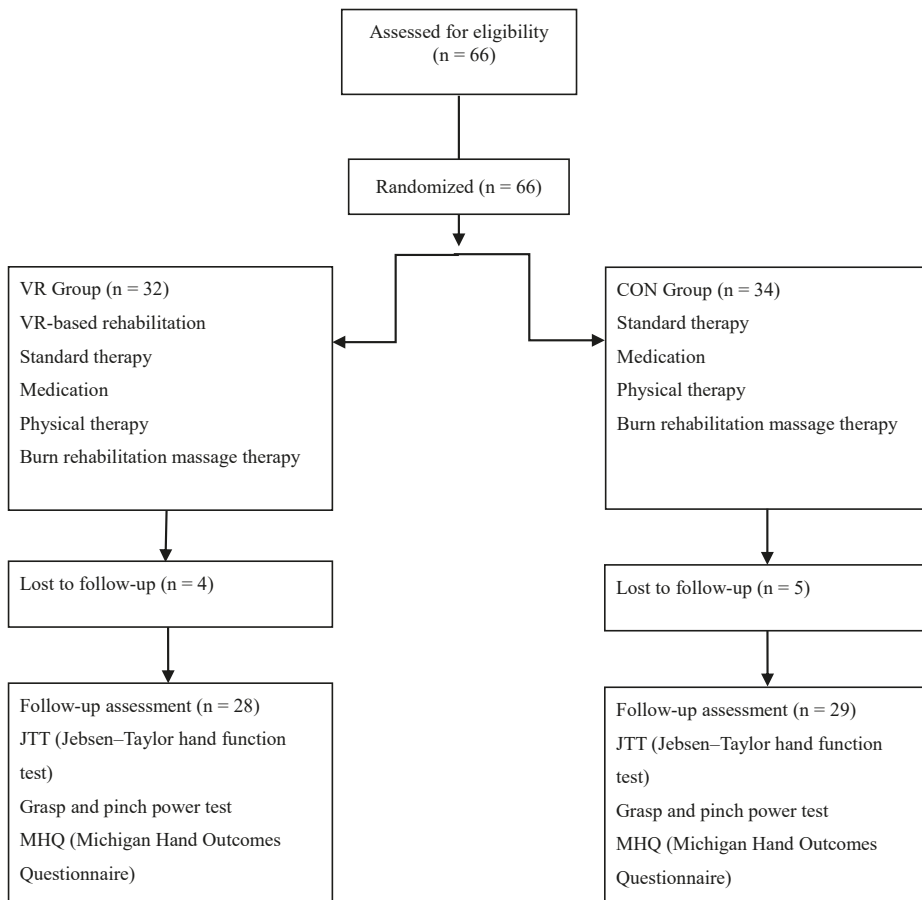 Assessed for eligibility
(n = 66)
Randomized (n = 66)
VR Group (n = 32)
VR-based rehabilitation
Standard therapy
Medication
Physical therapy
Burn rehabilitation massage therapy
CON Group (n = 34)
Standard therapy
Medication
Physical therapy
Burn rehabilitation massage therapy
Lost to follow-up (n = 4)
Lost to follow-up (n = 5)
Follow-up assessment (n = 28)
JTT (Jebsen–Taylor hand function
test)
Grasp and pinch power test
MHQ (Michigan Hand Outcomes
Questionnaire)
Follow-up assessment (n = 29)
JTT (Jebsen–Taylor hand function
test)
Grasp and pinch power test
MHQ (Michigan Hand Outcomes
Questionnaire)